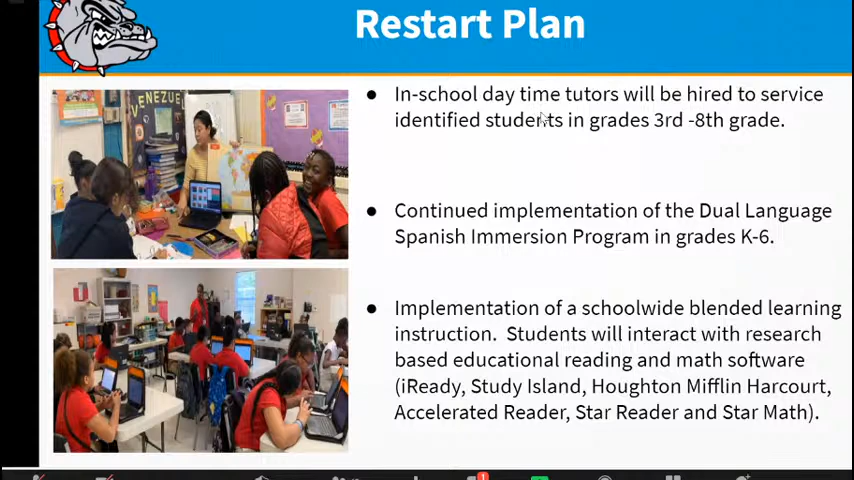 Restart Plan
● In-school day time tutors will be hired to service
identified students in grades 3rd -8th grade.
● Continued implementation of the Dual Language
Spanish Immersion Program in grades K-6.
● Implementation of a schoolwide blended learning
instruction.  Students will interact with research
based educational reading and math software
(iReady, Study Island, Houghton Mifflin Harcourt,
Accelerated Reader, Star Reader and Star Math).
VENEZUEL
1